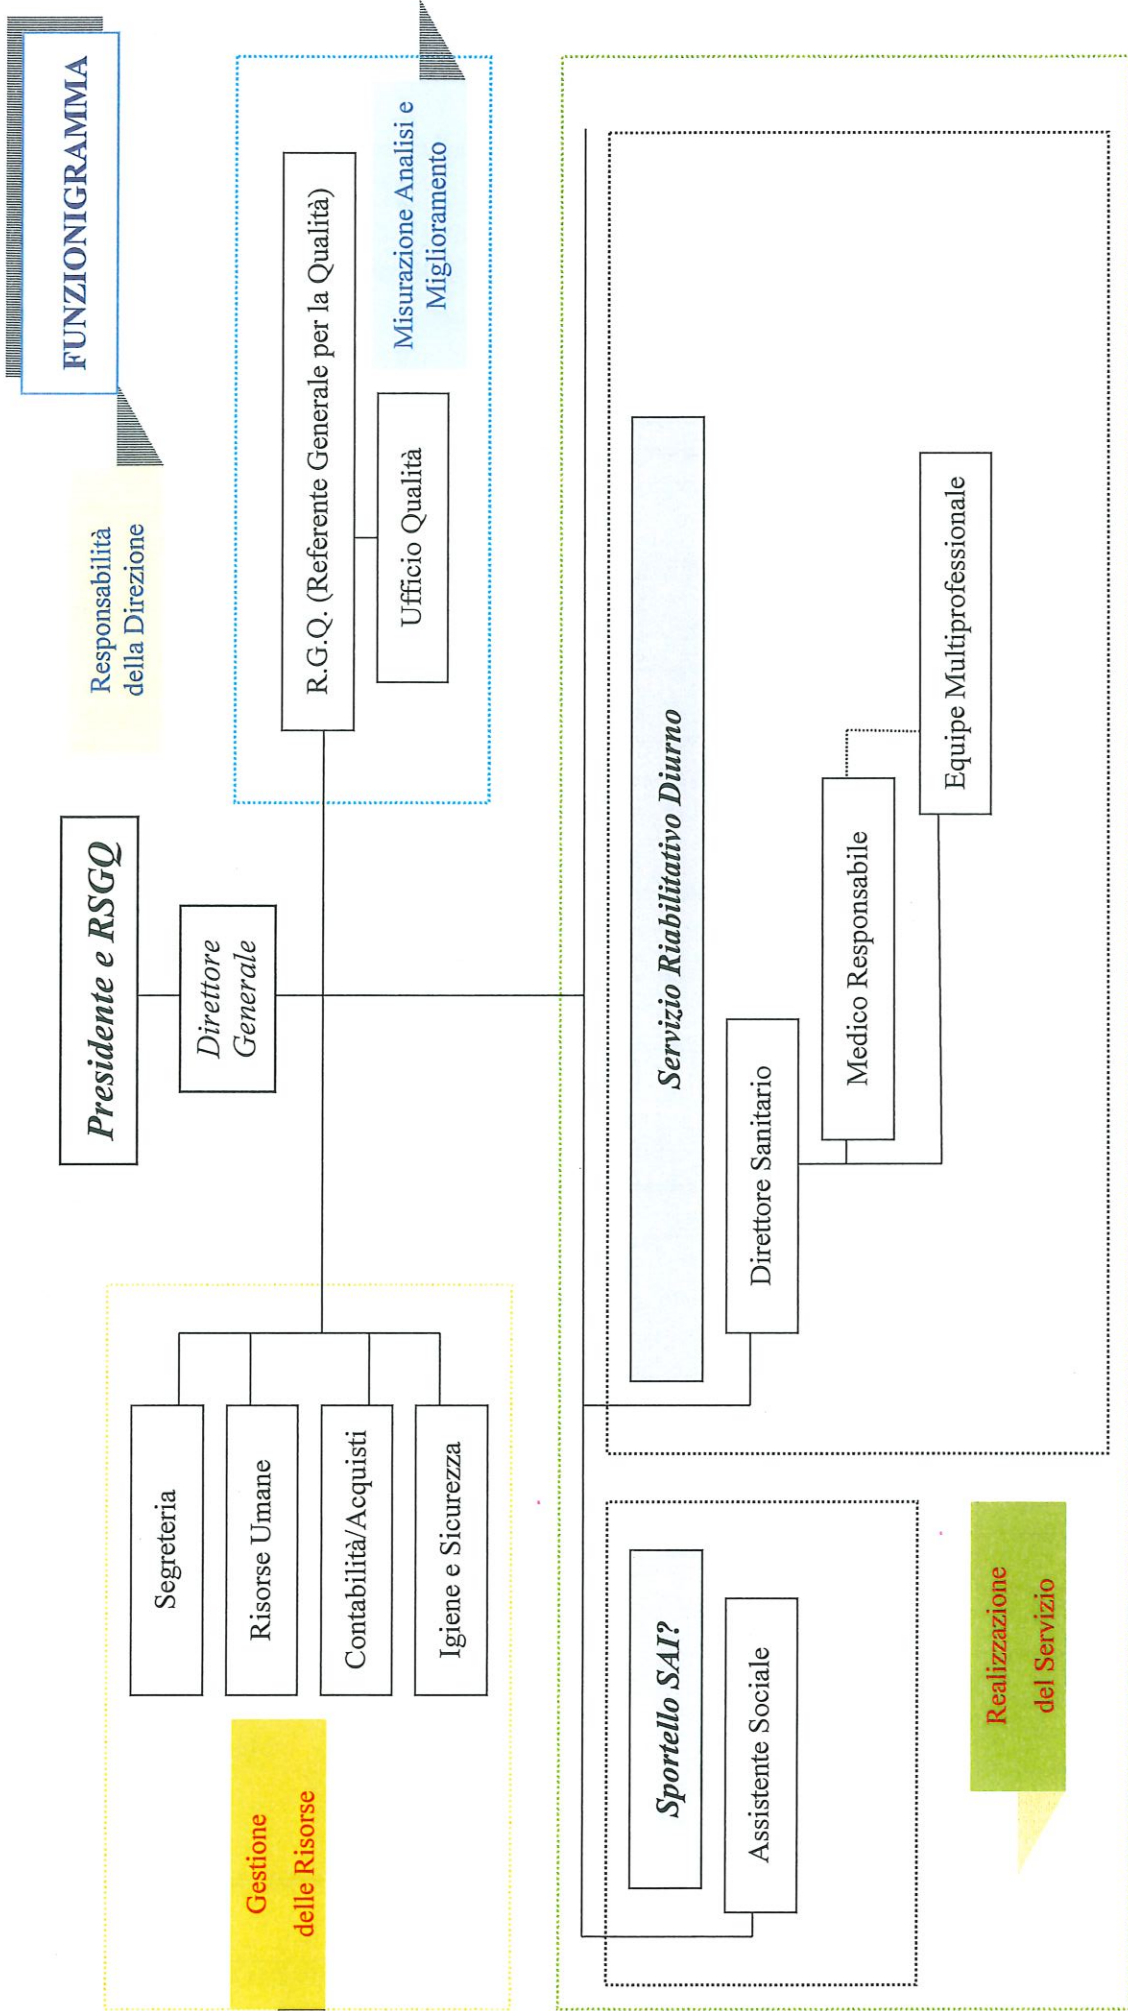 FUNZIONIGRAMMA
Responsabilità
della Direzione
Presidente e RSGQ
Direttore
Generale
R.G.Q. (Referente Generale per la Qualità)
Ufficio Qualità
Misurazione Analisi e
Miglioramento
Segreteria
Risorse Umane
Contabilità/Acquisti
Igiene e Sicurezza
Gestione
delle Risorse
Sportello SAI?
Assistente Sociale
Servizio Riabilitativo Diurno
Direttore Sanitario
Medico Responsabile
Equipe Multiprofessionale
Realizzazione
del Servizio